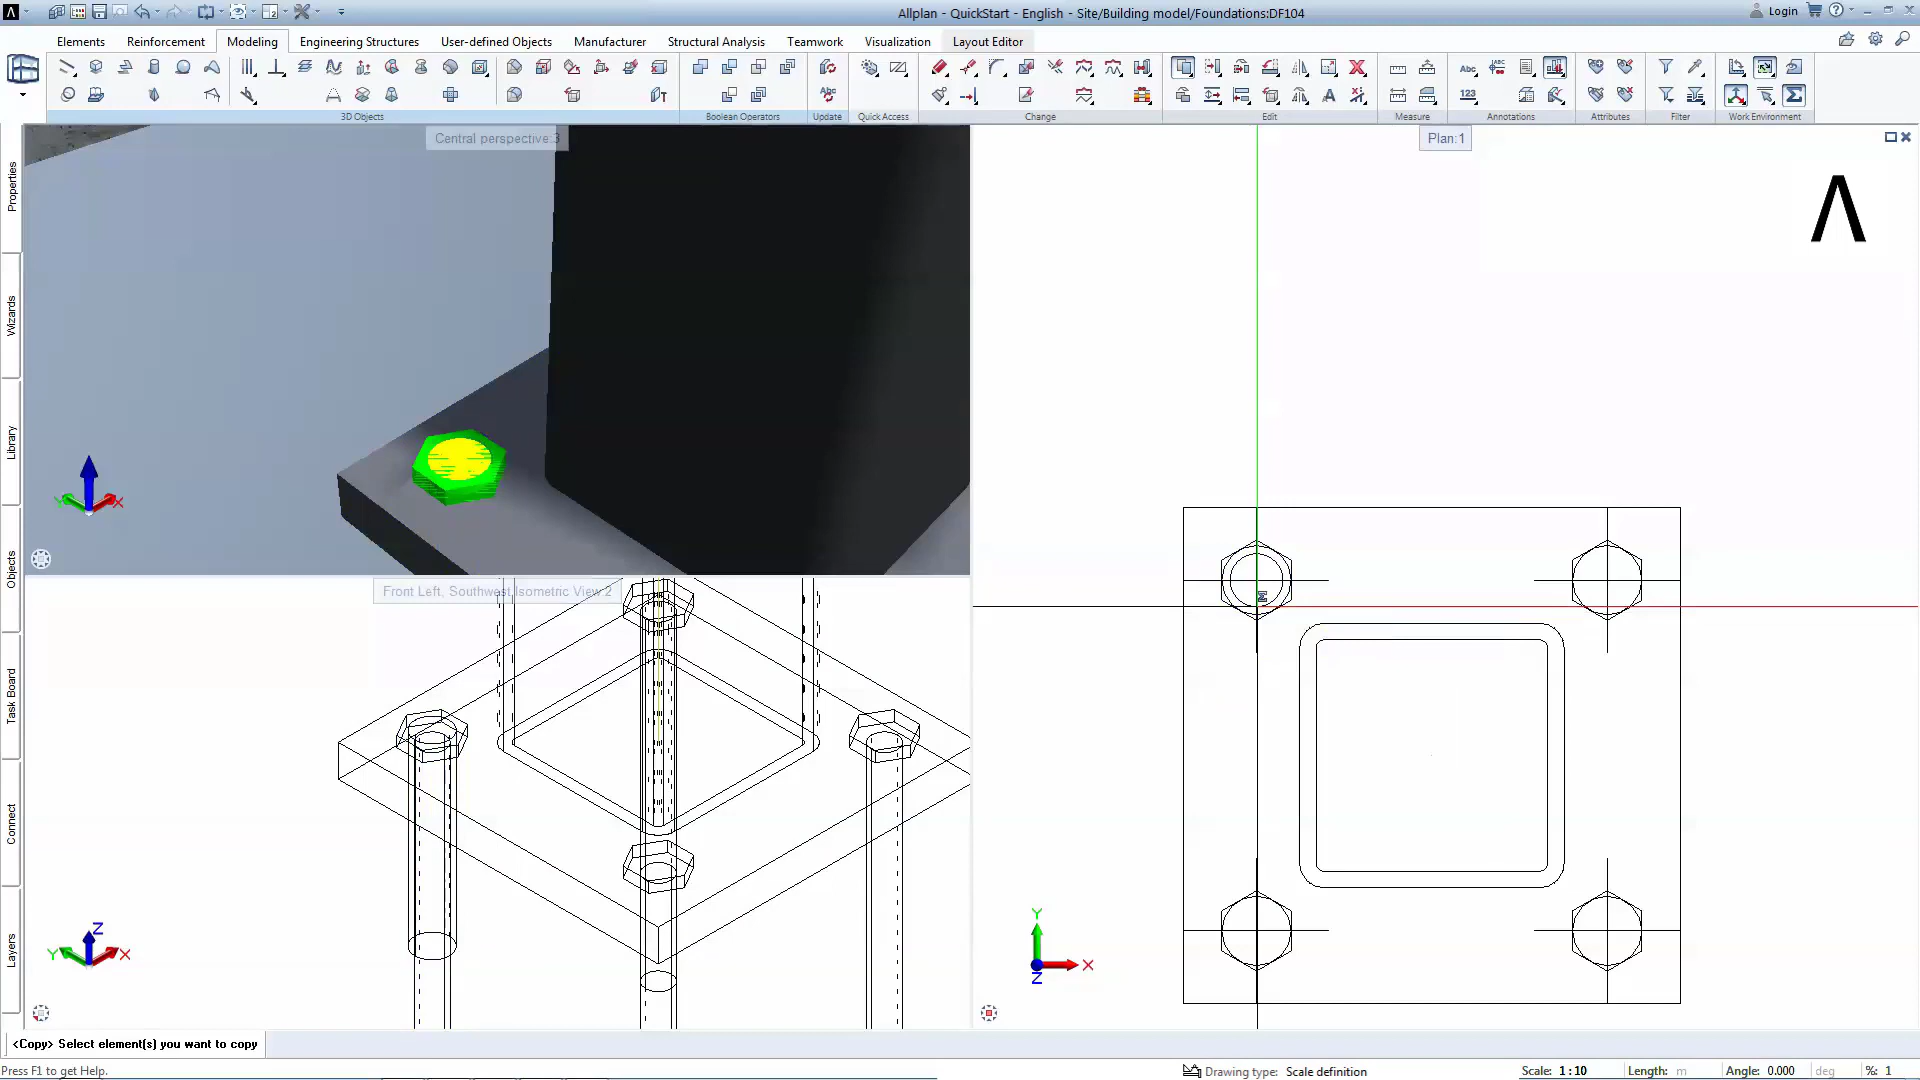 Allplan - QuickStart - English - Site/Building model/Foundations:DF104
Login
Elements
Reinforcement
Modeling
Engineering Structures
User-defined Objects
Manufacturer
Structural Analysis
Teamwork
Visualization
Layout Editor
3D Objects
Boolean Operators
Update
Quick Access
Change
Edit
Measure
Annotations
Attributes
Filter
Work Environment
Properties
Wizards
Library
Objects
Task Board
Connect
Layers
Central perspective:3
Plan:1
Front Left, Southwest Isometric View:2
X
Z
Y
X
Y
X
Z
<Copy> Select element(s) you want to copy
Press F1 to get Help.
Drawing type:
Scale definition
Scale:
1 : 10
Length:
m
Angle:
0.000
deg
%:
1